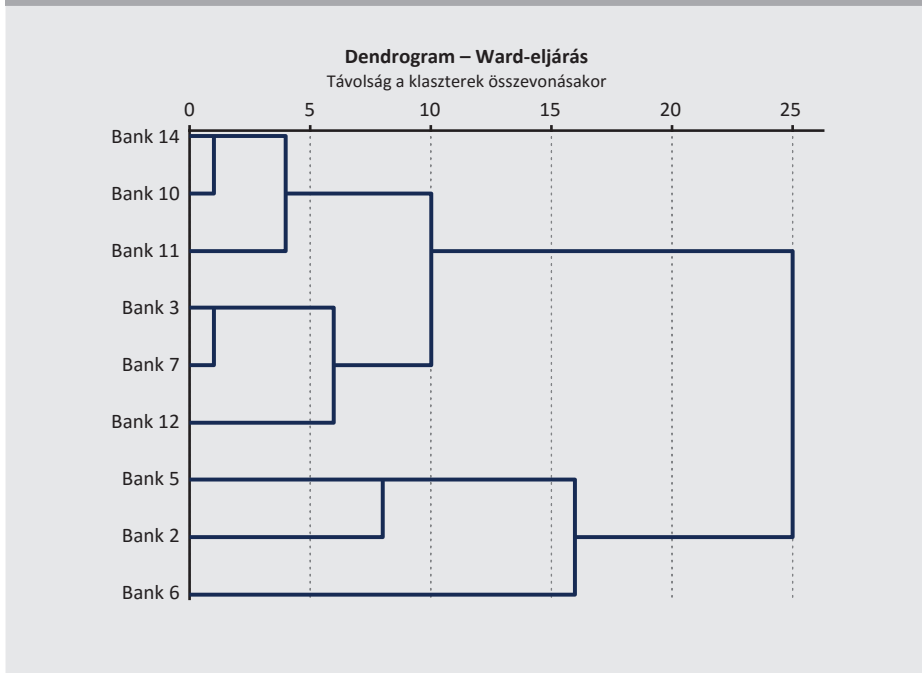 Dendrogram – Ward-eljárás
Távolság a klaszterek összevonásakor
0 5 10 15 20 25
Bank 14
Bank 10
Bank 11
Bank 3
Bank 7
Bank 12
Bank 5
Bank 2
Bank 6